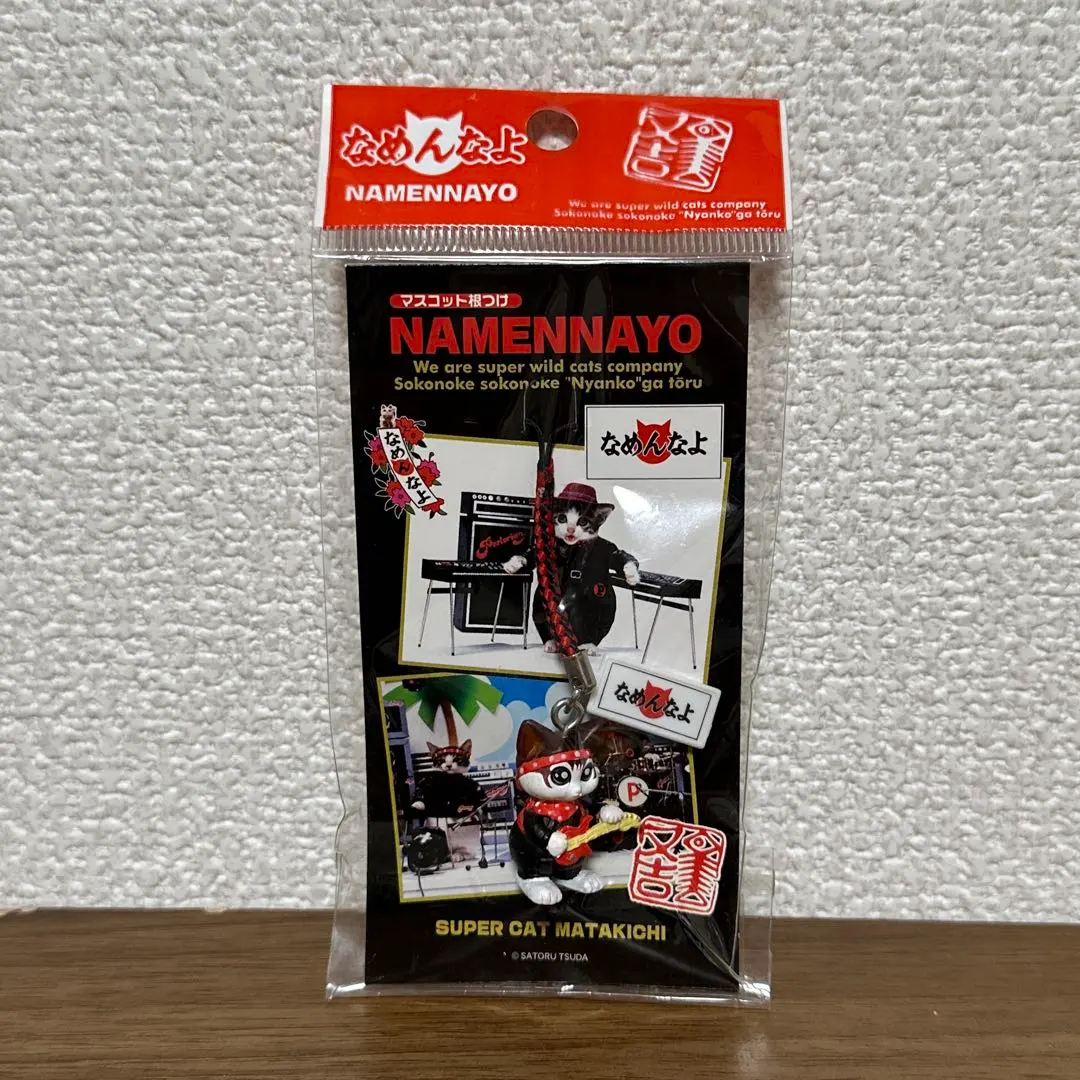 なめんなよ
NAMENNAYO
又吉
We are super wild cats company
Sokonoke sokonoke "Nyanko"ga tōru
マスコット根つけ
NAMENNAYO
We are super wild cats company
Sokonoke sokonoke "Nyanko"ga tōru
なめんなよ
なめんなよ
なめんなよ
P
又吉
SUPER CAT MATAKICHI
© SATORU TSUDA